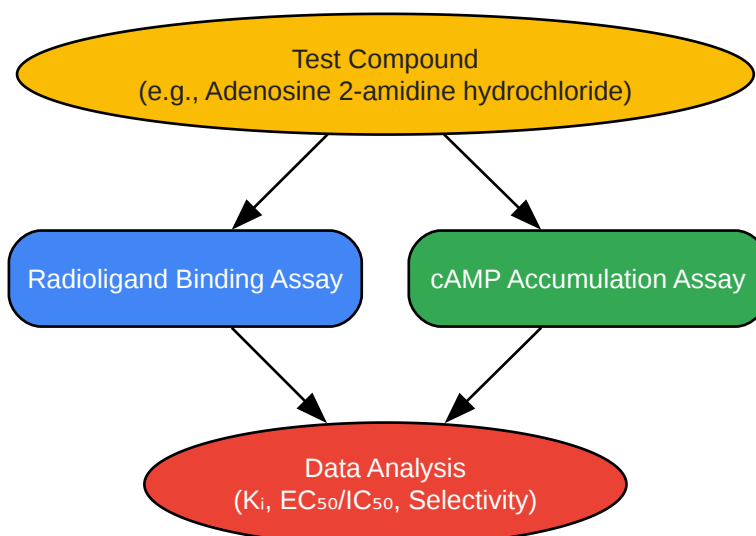 Test Compound
(e.g., Adenosine 2-amidine hydrochloride)
Radioligand Binding Assay
cAMP Accumulation Assay
Data Analysis
(Kᵢ, EC₅₀/IC₅₀, Selectivity)